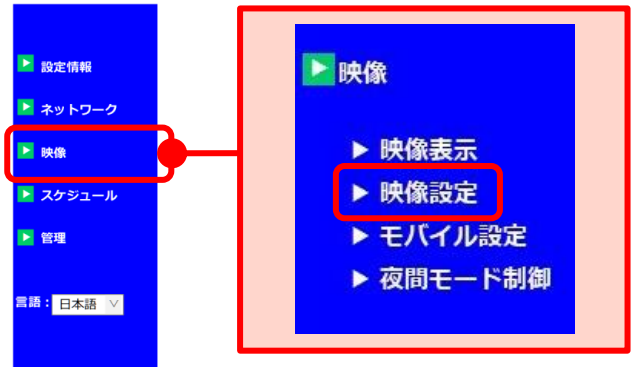 設定情報
ネットワーク
映像
スケジュール
管理
言語：日本語
映像
映像表示
映像設定
モバイル設定
夜間モード制御